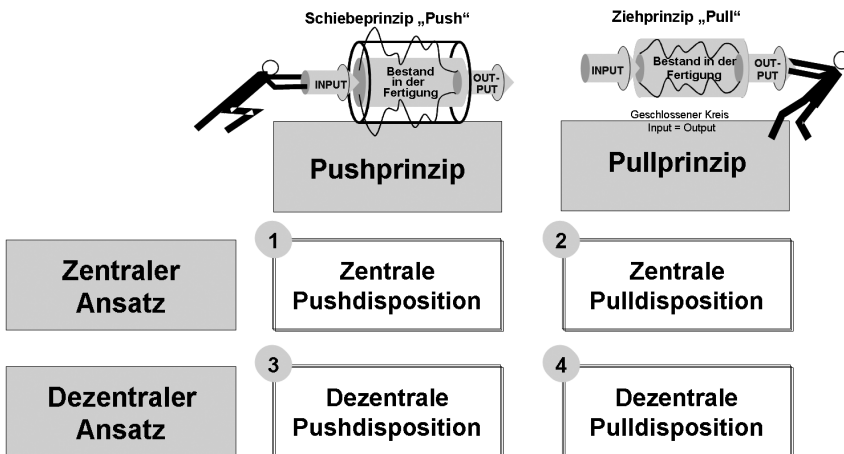 Schiebeprinzip „Push“
Ziehprinzip „Pull“
INPUT
Bestand
in der
Fertigung
OUT-
PUT
INPUT
Bestand in der
Fertigung
OUT-
PUT
Geschlossener Kreis
Input = Output
Pushprinzip
Pullprinzip
Zentraler
Ansatz
1
Zentrale
Pushdisposition
2
Zentrale
Pulldisposition
Dezentraler
Ansatz
3
Dezentrale
Pushdisposition
4
Dezentrale
Pulldisposition